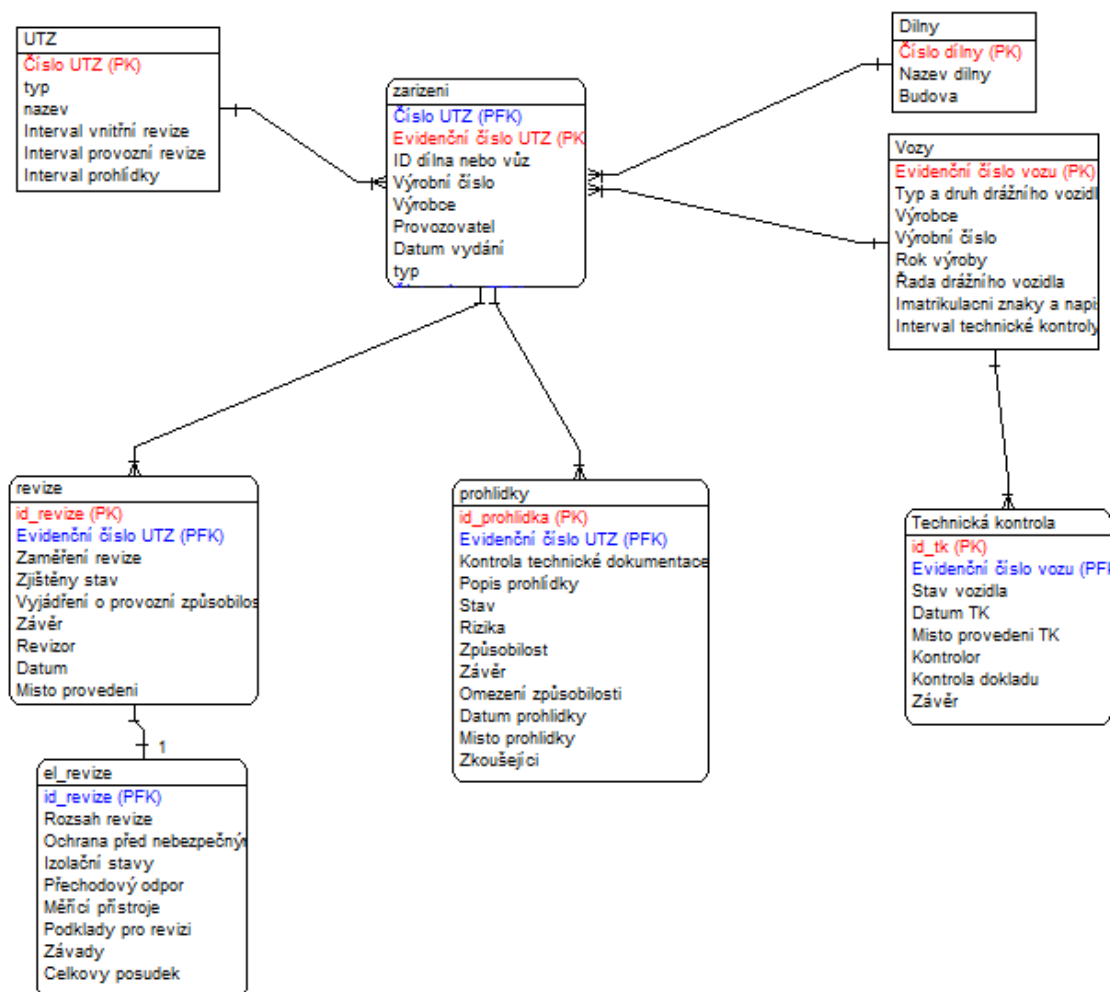 UTZ
Číslo UTZ (PK)
typ
nazev
Interval vnitřní revize
Interval provozní revize
Interval prohlídky
zarizeni
Číslo UTZ (PFK)
Evidenční číslo UTZ (PK
ID dílna nebo vůz
Výrobní číslo
Výrobce
Provozovatel
Datum vydání
typ
Dilny
Číslo dílny (PK)
Nazev dilny
Budova
Vozy
Evidenční číslo vozu (PK)
Typ a druh drážního vozidl
Výrobce
Výrobní číslo
Rok výroby
Řada drážního vozidla
Imatrikulacni znaky a napi
Interval technické kontroly
revize
id_revize (PK)
Evidenční číslo UTZ (PFK)
Zaměření revize
Zjištěny stav
Vyjádření o provozní způsobilos
Závěr
Revizor
Datum
Misto provedeni
prohlidky
id_prohlidka (PK)
Evidenční číslo UTZ (PFK)
Kontrola technické dokumentace
Popis prohlídky
Stav
Rizika
Způsobilost
Závěr
Omezení způsobilosti
Datum prohlidky
Misto prohlidky
Zkoušejíci
Technická kontrola
id_tk (PK)
Evidenční číslo vozu (PFK
Stav vozidla
Datum TK
Misto provedeni TK
Kontrolor
Kontrola dokladu
Závěr
1
el_revize
id_revize (PFK)
Rozsah revize
Ochrana před nebezpečným
Izolační stavy
Přechodový odpor
Měřící přístroje
Podklady pro revizi
Závady
Celkovy posudek